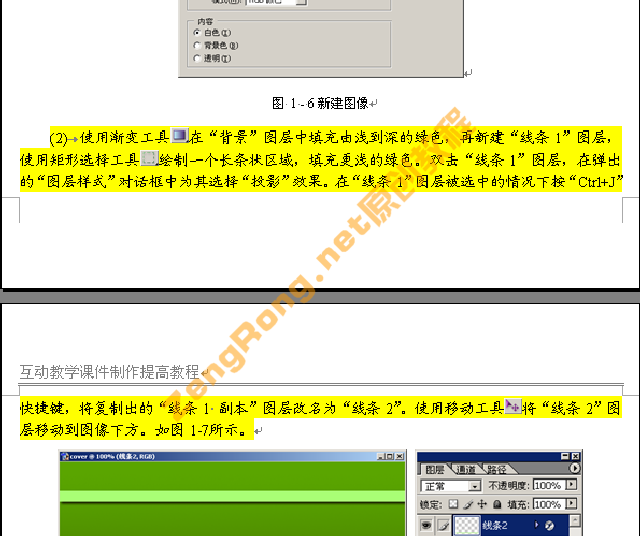 内容
白色(T)
背景色(B)
透明(T)
图 1 - 6 新建图像
(2)→使用渐变工具在“背景”图层中填充由浅到深的绿色，再新建“线条 1”图层，
使用矩形选择工具绘制一个长条状区域，填充更浅的绿色。双击“线条 1”图层，在弹出
的“图层样式”对话框中为其选择“投影”效果。在“线条 1”图层被选中的情况下按“Ctrl+J”
ZengRong.net原创教程
互动教学课件制作提高教程
快捷键，将复制出的“线条 1 副本”图层改名为“线条 2”。使用移动工具将“线条 2”图
层移动到图像下方。如图 1-7所示。
cover @ 100% (线条2,RGB)
图层 通道 路径
正常 不透明度: 100%
锁定: 填充: 100%
线条2